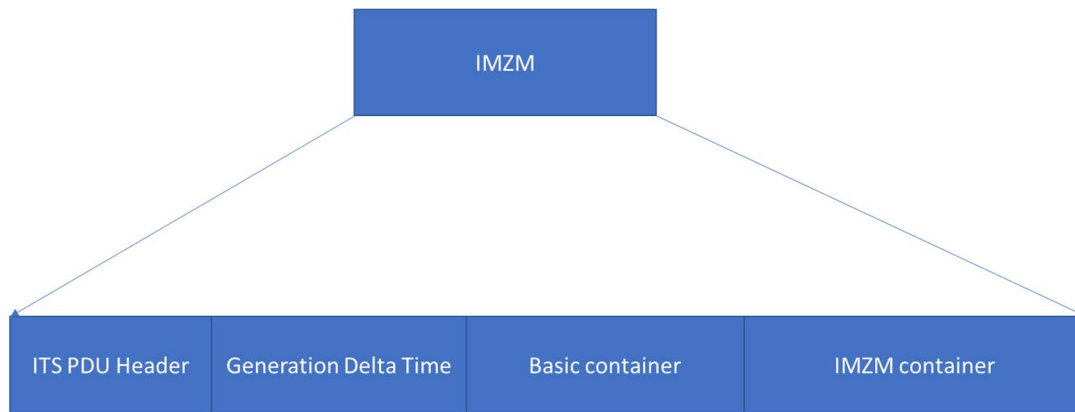 IMZM
ITS PDU Header
Generation Delta Time
Basic container
IMZM container